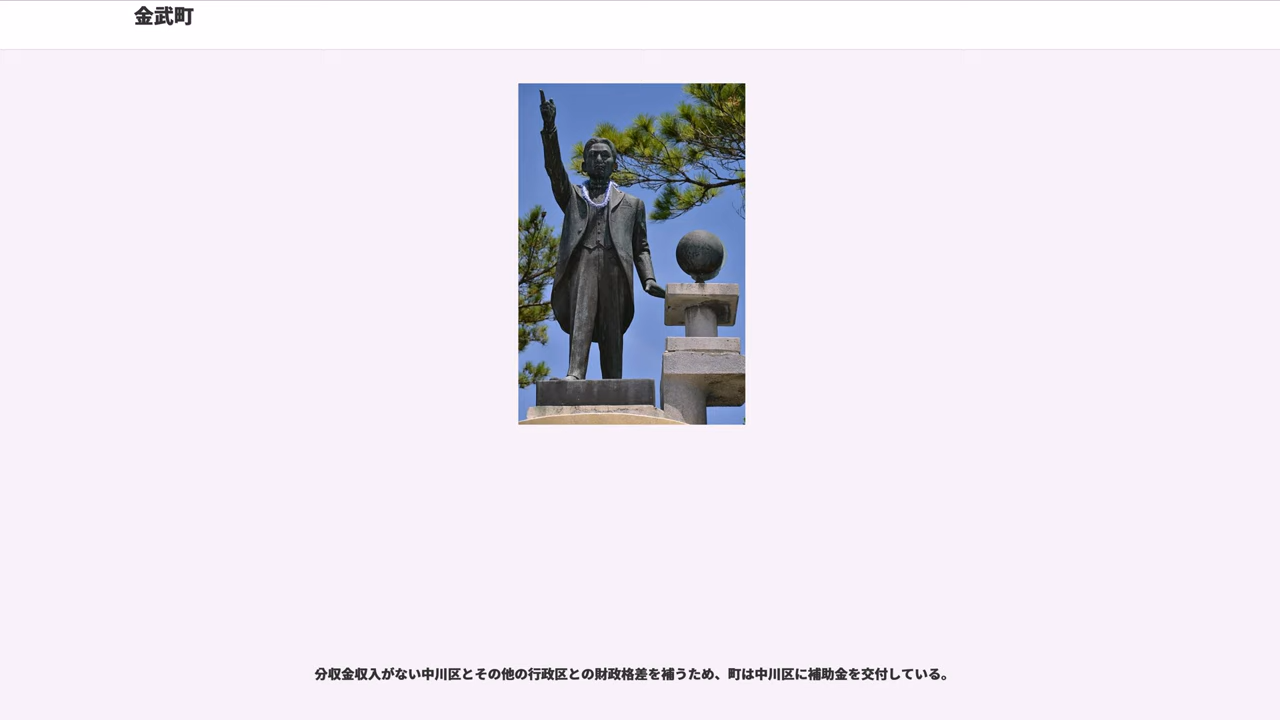 金武町
分収金収入がない中川区とその他の行政区との財政格差を補うため、町は中川区に補助金を交付している。